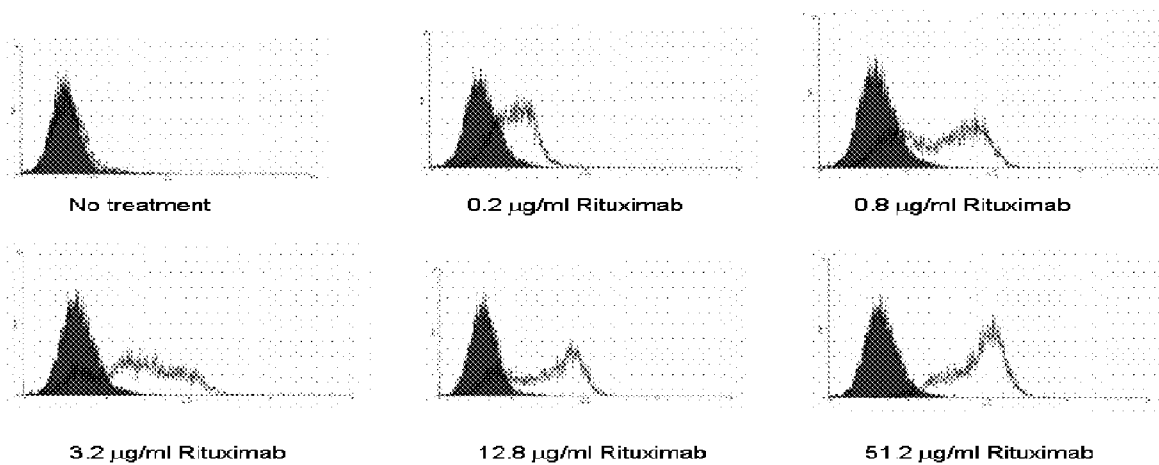 No treatment
0.2 μg/ml Rituximab
0.8 μg/ml Rituximab
3.2 μg/ml Rituximab
12.8 μg/ml Rituximab
51.2 μg/ml Rituximab